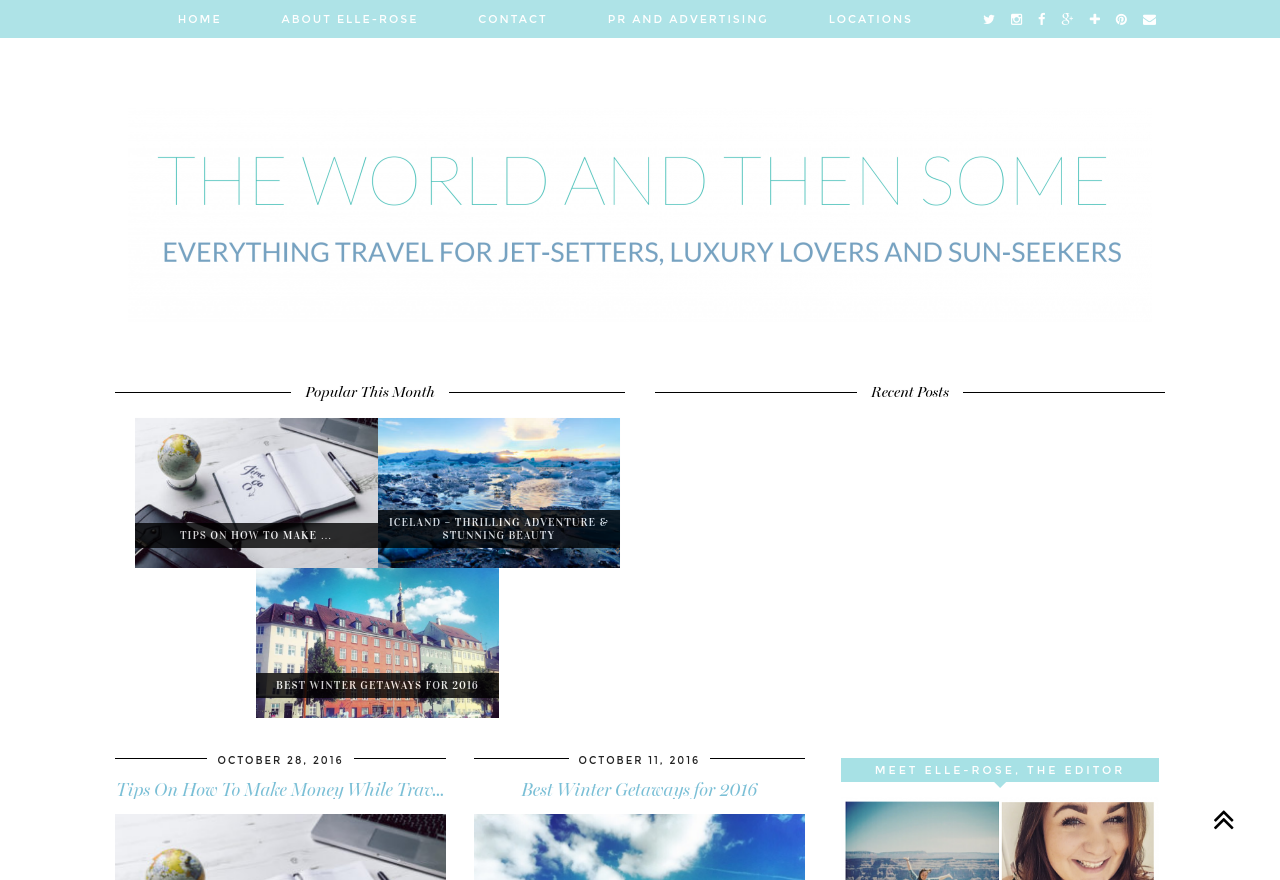 HOME ABOUT ELLE-ROSE CONTACT PR AND ADVERTISING LOCATIONS
THE WORLD AND THEN SOME
EVERYTHING TRAVEL FOR JET-SETTERS, LUXURY LOVERS AND SUN-SEEKERS
Popular This Month
Recent Posts
Time to Go
TIPS ON HOW TO MAKE ...
ICELAND – THRILLING ADVENTURE &
STUNNING BEAUTY
BEST WINTER GETAWAYS FOR 2016
OCTOBER 28, 2016
Tips On How To Make Money While Trav...
OCTOBER 11, 2016
Best Winter Getaways for 2016
MEET ELLE-ROSE, THE EDITOR